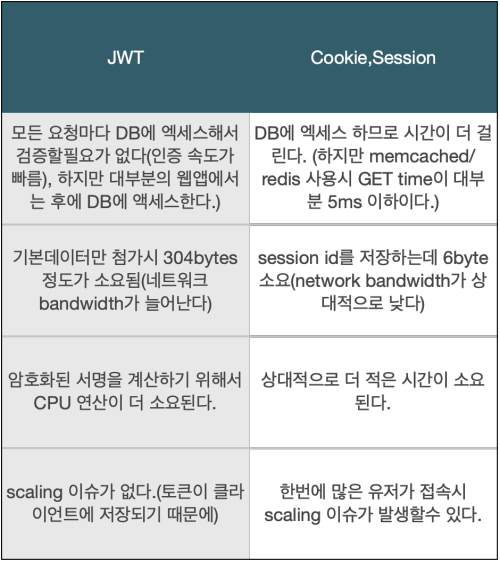 JWT
Cookie,Session
모든 요청마다 DB에 엑세스해서
검증할필요가 없다(인증 속도가
빠름), 하지만 대부분의 웹앱에서
는 후에 DB에 액세스한다.)
DB에 엑세스 하므로 시간이 더 걸
린다. (하지만 memcached/
redis 사용시 GET time이 대부
분 5ms 이하이다.)
기본데이터만 첨가시 304bytes
정도가 소요됨(네트워크
bandwidth가 늘어난다)
session id를 저장하는데 6byte
소요(network bandwidth가 상
대적으로 낮다)
암호화된 서명을 계산하기 위해서
CPU 연산이 더 소요된다.
상대적으로 더 적은 시간이 소요
된다.
scaling 이슈가 없다.(토큰이 클라
이언트에 저장되기 때문에)
한번에 많은 유저가 접속시
scaling 이슈가 발생할수 있다.